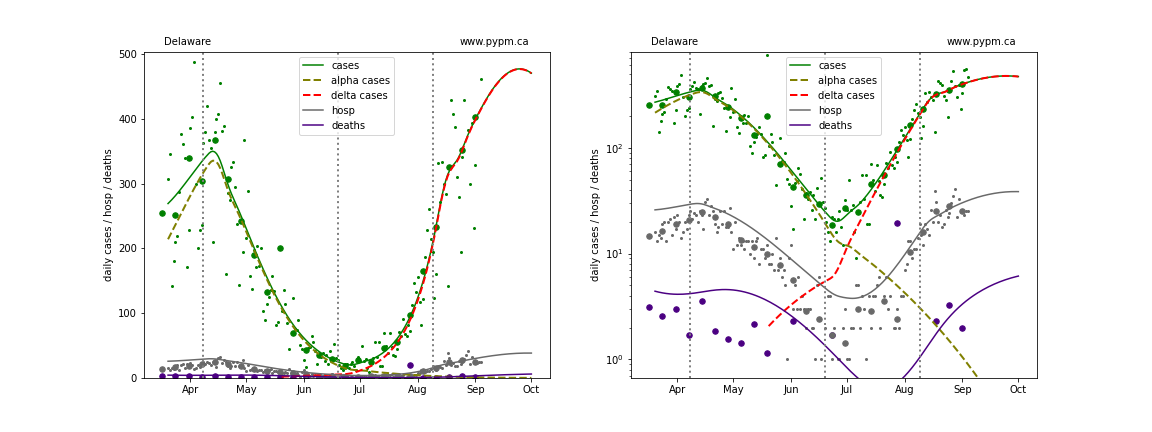 Delaware www.pypm.ca
500
400
300
200
100
0
daily cases / hosp / deaths
cases
alpha cases
delta cases
hosp
deaths
Apr May Jun Jul Aug Sep Oct
Delaware www.pypm.ca
10²
10¹
10⁰
daily cases / hosp / deaths
cases
alpha cases
delta cases
hosp
deaths
Apr May Jun Jul Aug Sep Oct